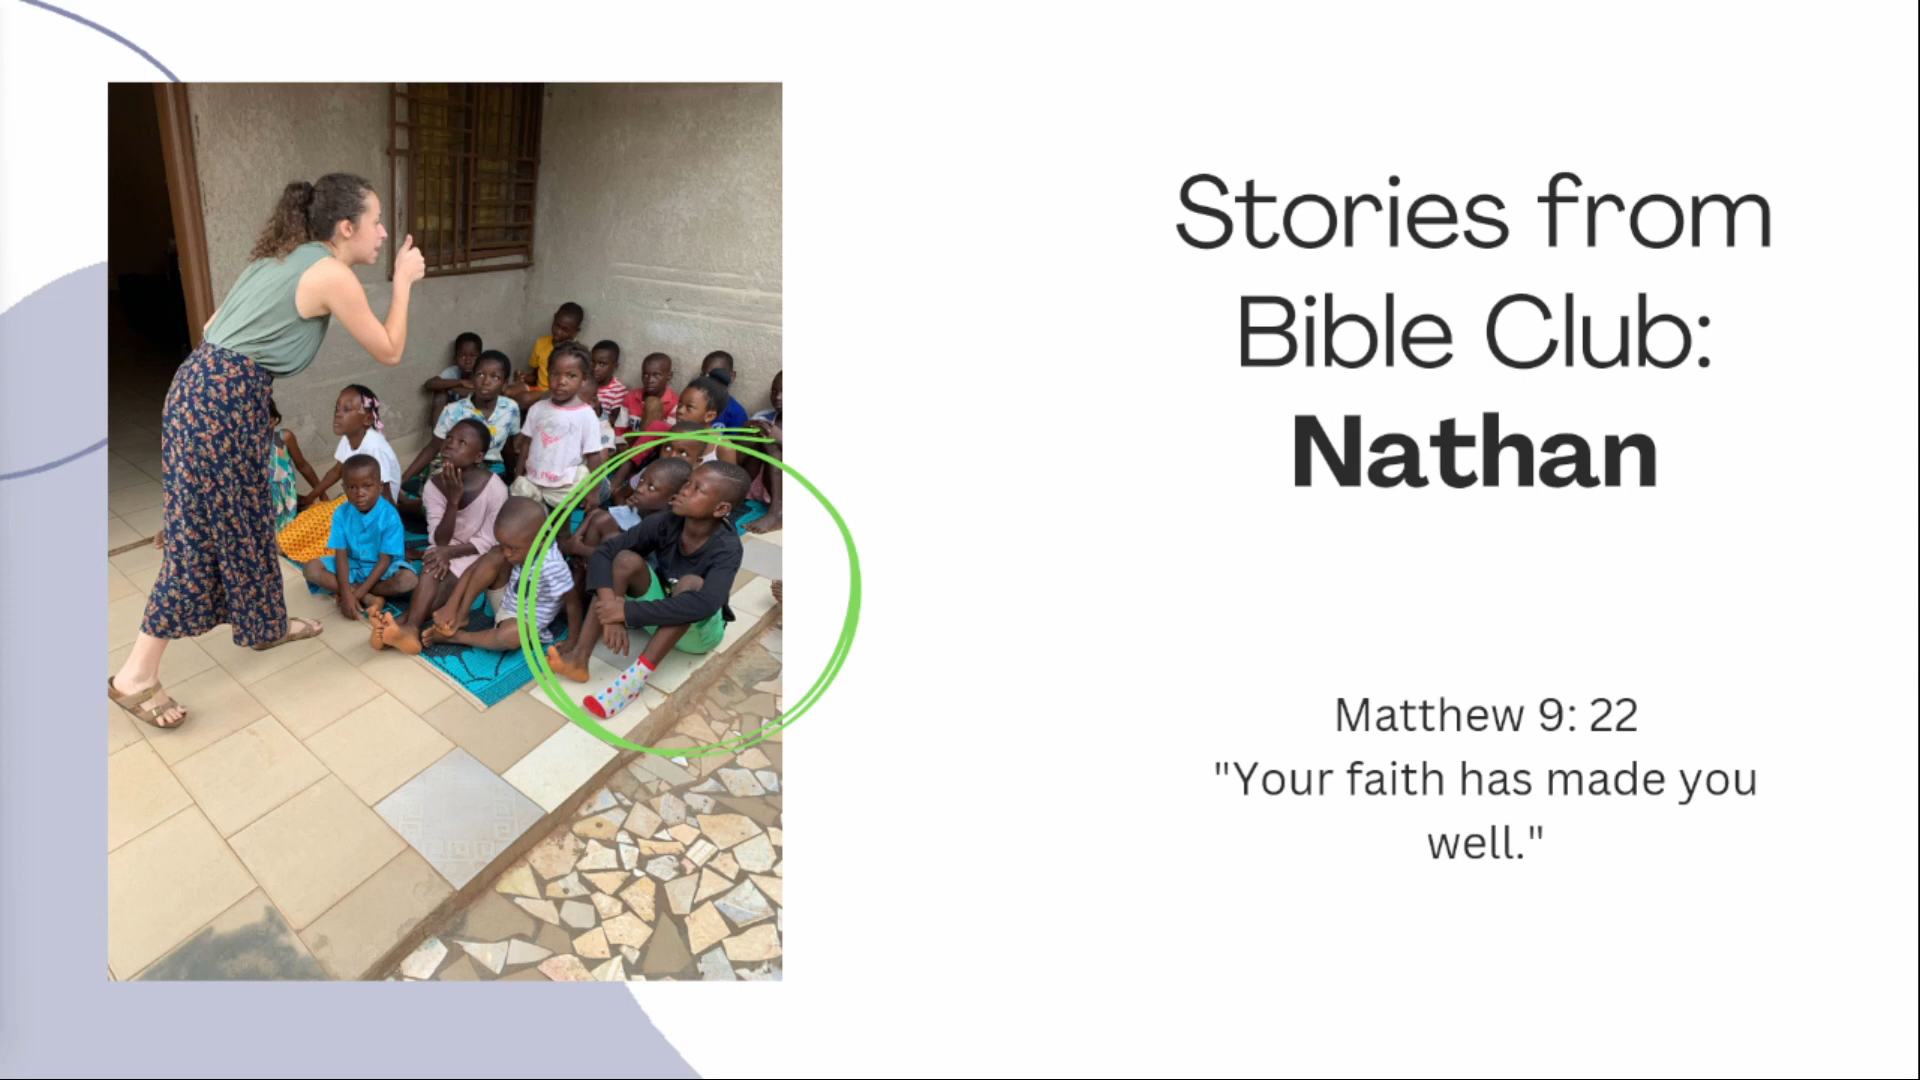 Stories from
Bible Club:
Nathan
Matthew 9: 22
"Your faith has made you
well."